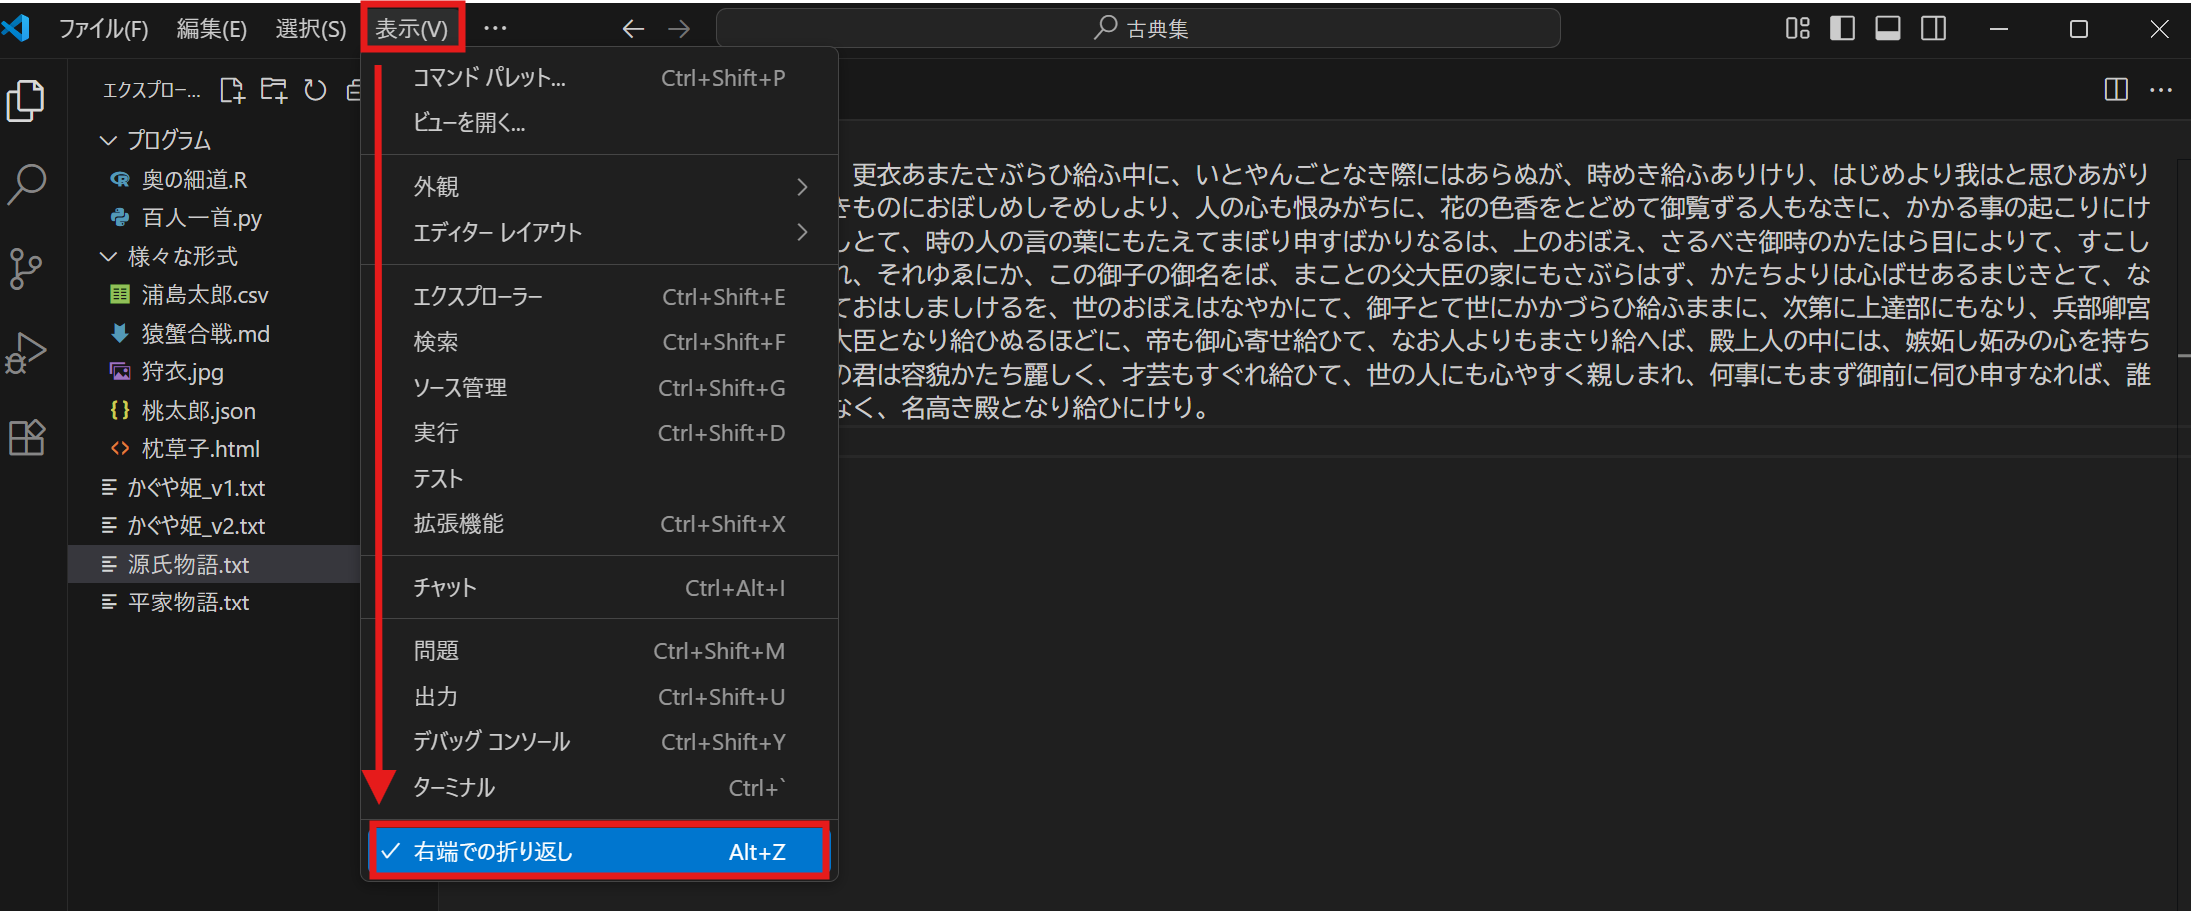 ファイル(F) 編集(E) 選択(S) 表示(V) … 古典集
エクスプロー...
プログラム
奥の細道.R
百人一首.py
様々な形式
浦島太郎.csv
猿蟹合戦.md
狩衣.jpg
桃太郎.json
枕草子.html
かぐや姫_v1.txt
かぐや姫_v2.txt
源氏物語.txt
平家物語.txt
コマンド パレット... Ctrl+Shift+P
ビューを開く...
外観
エディター レイアウト
エクスプローラー Ctrl+Shift+E
検索 Ctrl+Shift+F
ソース管理 Ctrl+Shift+G
実行 Ctrl+Shift+D
テスト
拡張機能 Ctrl+Shift+X
チャット Ctrl+Alt+I
問題 Ctrl+Shift+M
出力 Ctrl+Shift+U
デバッグ コンソール Ctrl+Shift+Y
ターミナル Ctrl+`
右端での折り返し Alt+Z
、更衣あまたさぶらひ給ふ中に、いとやんごとなき際にはあらぬが、時めき給ふありけり、はじめより我はと思ひあがり
きものにおぼしめしそめしより、人の心も恨みがちに、花の色香をとどめて御覧ずる人もなきに、かかる事の起こりにけ
しとて、時の人の言の葉にもたえてまぼり申すばかりなるは、上のおぼえ、さるべき御時のかたはら目によりて、すこし
れ、それゆゑにか、この御子の御名をば、まことの父大臣の家にもさぶらはず、かたちよりは心ばせあるまじきとて、な
ておはしましけるを、世のおぼえはなやかにて、御子とて世にかかづらひ給ふままに、次第に上達部にもなり、兵部卿宮
大臣となり給ひぬるほどに、帝も御心寄せ給ひて、なお人よりもまさり給へば、殿上人の中には、嫉妬し妬みの心を持ち
の君は容貌かたち麗しく、才芸もすぐれ給ひて、世の人にも心やすく親しまれ、何事にもまず御前に伺ひ申すなれば、誰
なく、名高き殿となり給ひにけり。